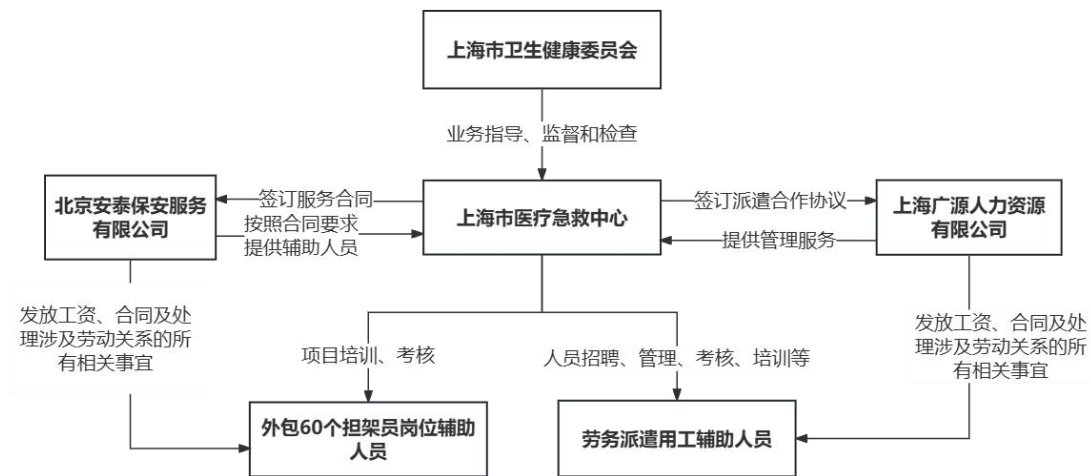 上海市卫生健康委员会
业务指导、监督和检查
北京安泰保安服务
有限公司
签订服务合同
按照合同要求
提供辅助人员
上海市医疗急救中心
签订派遣合作协议
提供管理服务
上海广源人力资源
有限公司
发放工资、合同及处
理涉及劳动关系的所
有相关事宜
项目培训、考核
人员招聘、管理、考核、培训等
发放工资、合同及处
理涉及劳动关系的所
有相关事宜
外包60个担架员岗位辅助
人员
劳务派遣用工辅助人员